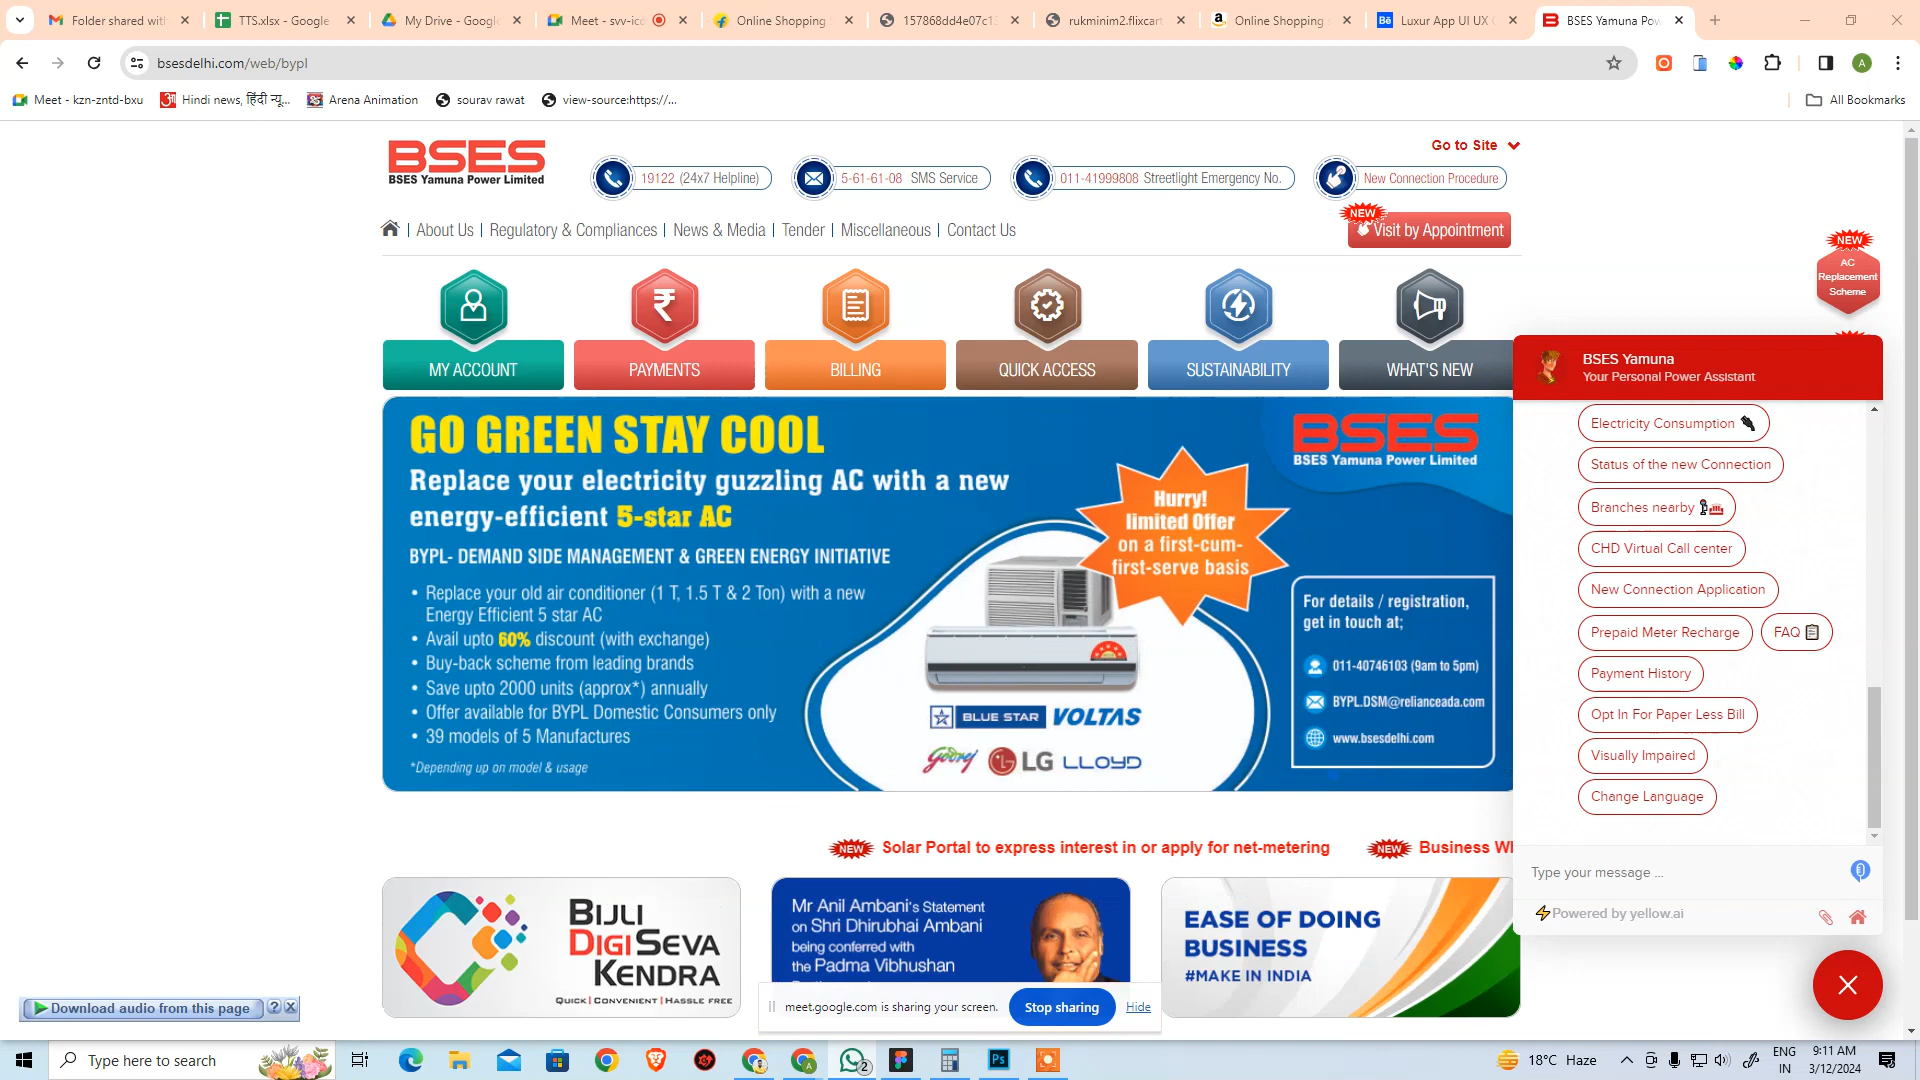 Folder shared wit
TTS.xlsx - Google
My Drive - Googl
Meet - svv-ic
Online Shopping
157868dd4e07c1
rukminim2.flixcart
Online Shopping
Luxur App UI UX
BSES Yamuna Pow
bsesdelhi.com/web/bypl
Meet - kzn-zntd-bxu
Hindi news, हिंदी न्यू...
Arena Animation
sourav rawat
view-source:https://...
All Bookmarks
BSES
BSES Yamuna Power Limited
Go to Site
19122 (24x7 Helpline)
5-61-61-08 SMS Service
011-41999808 Streetlight Emergency No.
New Connection Procedure
About Us | Regulatory & Compliances | News & Media | Tender | Miscellaneous | Contact Us
NEW
Visit by Appointment
NEW
AC
Replacement
Scheme
MY ACCOUNT
PAYMENTS
BILLING
QUICK ACCESS
SUSTAINABILITY
WHAT'S NEW
GO GREEN STAY COOL
Replace your electricity guzzling AC with a new
energy-efficient 5-star AC
BYPL- DEMAND SIDE MANAGEMENT & GREEN ENERGY INITIATIVE
• Replace your old air conditioner (1 T, 1.5 T & 2 Ton) with a new
Energy Efficient 5 star AC
• Avail upto 60% discount (with exchange)
• Buy-back scheme from leading brands
• Save upto 2000 units (approx*) annually
• Offer available for BYPL Domestic Consumers only
• 39 models of 5 Manufactures
*Depending up on model & usage
Hurry!
limited Offer
on a first-cum-
first-serve basis
BLUE STAR VOLTAS
Godrej LG LLOYD
BSES
BSES Yamuna Power Limited
For details / registration,
get in touch at;
011-40746103 (9am to 5pm)
BYPL.DSM@relianceada.com
www.bsesdelhi.com
BSES Yamuna
Your Personal Power Assistant
Electricity Consumption
Status of the new Connection
Branches nearby
CHD Virtual Call center
New Connection Application
Prepaid Meter Recharge
FAQ
Payment History
Opt In For Paper Less Bill
Visually Impaired
Change Language
Type your message ...
Powered by yellow.ai
NEW Solar Portal to express interest in or apply for net-metering
NEW Business W
BIJLI
DIGISEVA
KENDRA
QUICK | CONVENIENT | HASSLE FREE
Mr Anil Ambani's Statement
on Shri Dhirubhai Ambani
being conferred with
the Padma Vibhushan
EASE OF DOING
BUSINESS
#MAKE IN INDIA
Download audio from this page
meet.google.com is sharing your screen.
Stop sharing
Hide
Type here to search
2
18°C Haze
ENG
IN
9:11 AM
3/12/2024